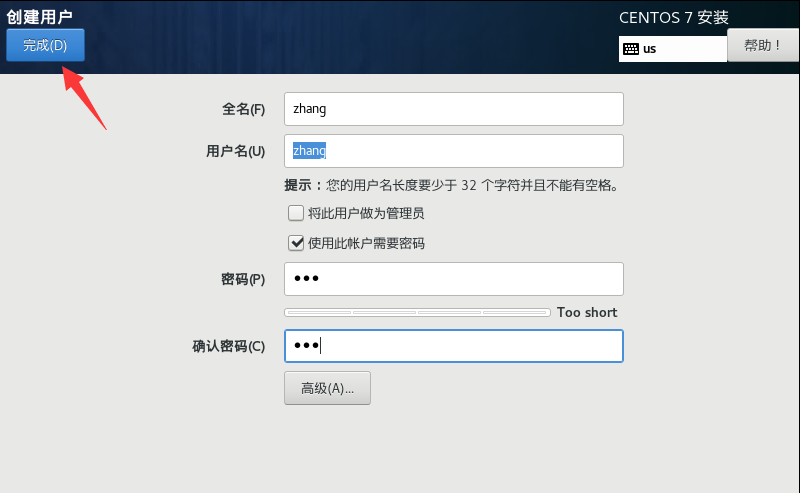 创建用户
CENTOS 7 安装
完成(D)
us
帮助！
全名(F)
zhang
用户名(U)
zhang
提示：您的用户名长度要少于 32 个字符并且不能有空格。
将此用户做为管理员
使用此帐户需要密码
密码(P)
●●●
Too short
确认密码(C)
●●●
高级(A)...